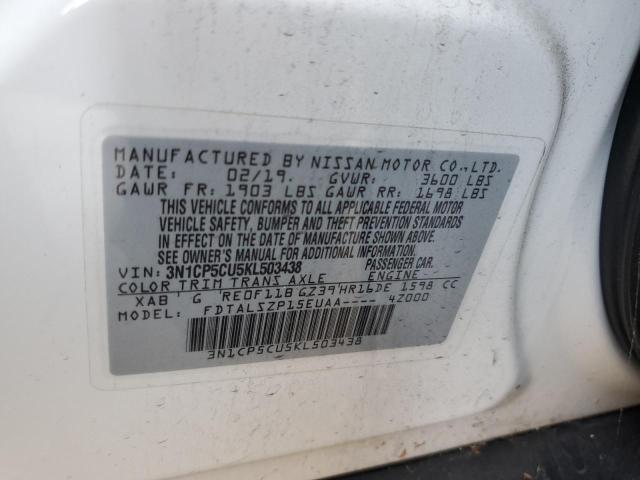 MANUFACTURED BY NISSAN MOTOR CO.,LTD.
DATE: 02/19. GVWR: 3600 LBS
GAWR FR: 1903 LBS GAWR RR: 1698 LBS
THIS VEHICLE CONFORMS TO ALL APPLICABLE FEDERAL MOTOR
VEHICLE SAFETY, BUMPER AND THEFT PREVENTION STANDARDS
IN EFFECT ON THE DATE OF MANUFACTURE SHOWN ABOVE.
SEE OWNER'S MANUAL FOR ADDITIONAL INFORMATION.
VIN: 3N1CP5CU5KL503438 PASSENGER CAR.
COLOR TRIM TRANS AXLE ENGINE
XAB G RE0F11B GZ39 HR16DE 1598 CC
MODEL: FDTALSZP15EUAA---- 4Z000
3N1CP5CU5KL503438